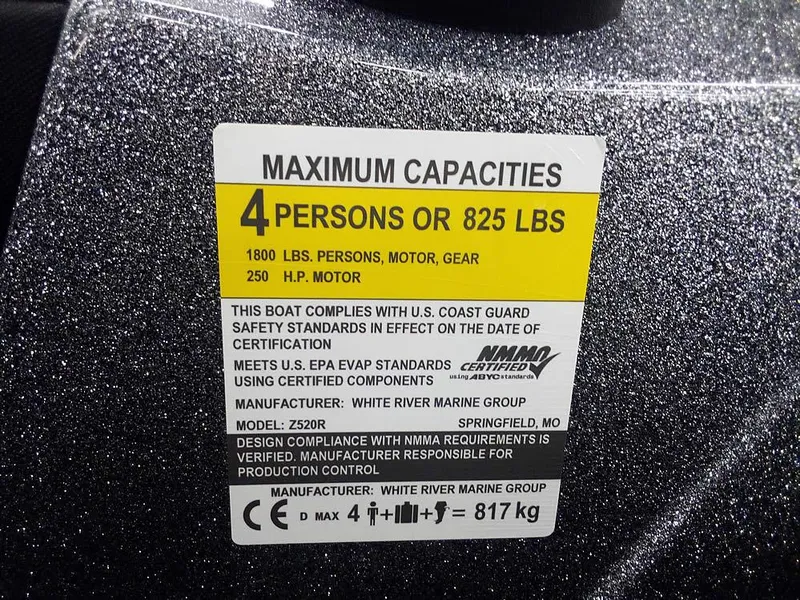 MAXIMUM CAPACITIES
4 PERSONS OR 825 LBS
1800 LBS. PERSONS, MOTOR, GEAR
250 H.P. MOTOR
THIS BOAT COMPLIES WITH U.S. COAST GUARD
SAFETY STANDARDS IN EFFECT ON THE DATE OF
CERTIFICATION
MEETS U.S. EPA EVAP STANDARDS
USING CERTIFIED COMPONENTS
NMMA
CERTIFIED
using ABYC standards
MANUFACTURER: WHITE RIVER MARINE GROUP
MODEL: Z520R SPRINGFIELD, MO
DESIGN COMPLIANCE WITH NMMA REQUIREMENTS IS
VERIFIED. MANUFACTURER RESPONSIBLE FOR
PRODUCTION CONTROL
MANUFACTURER: WHITE RIVER MARINE GROUP
CE D MAX 4 + + = 817 kg